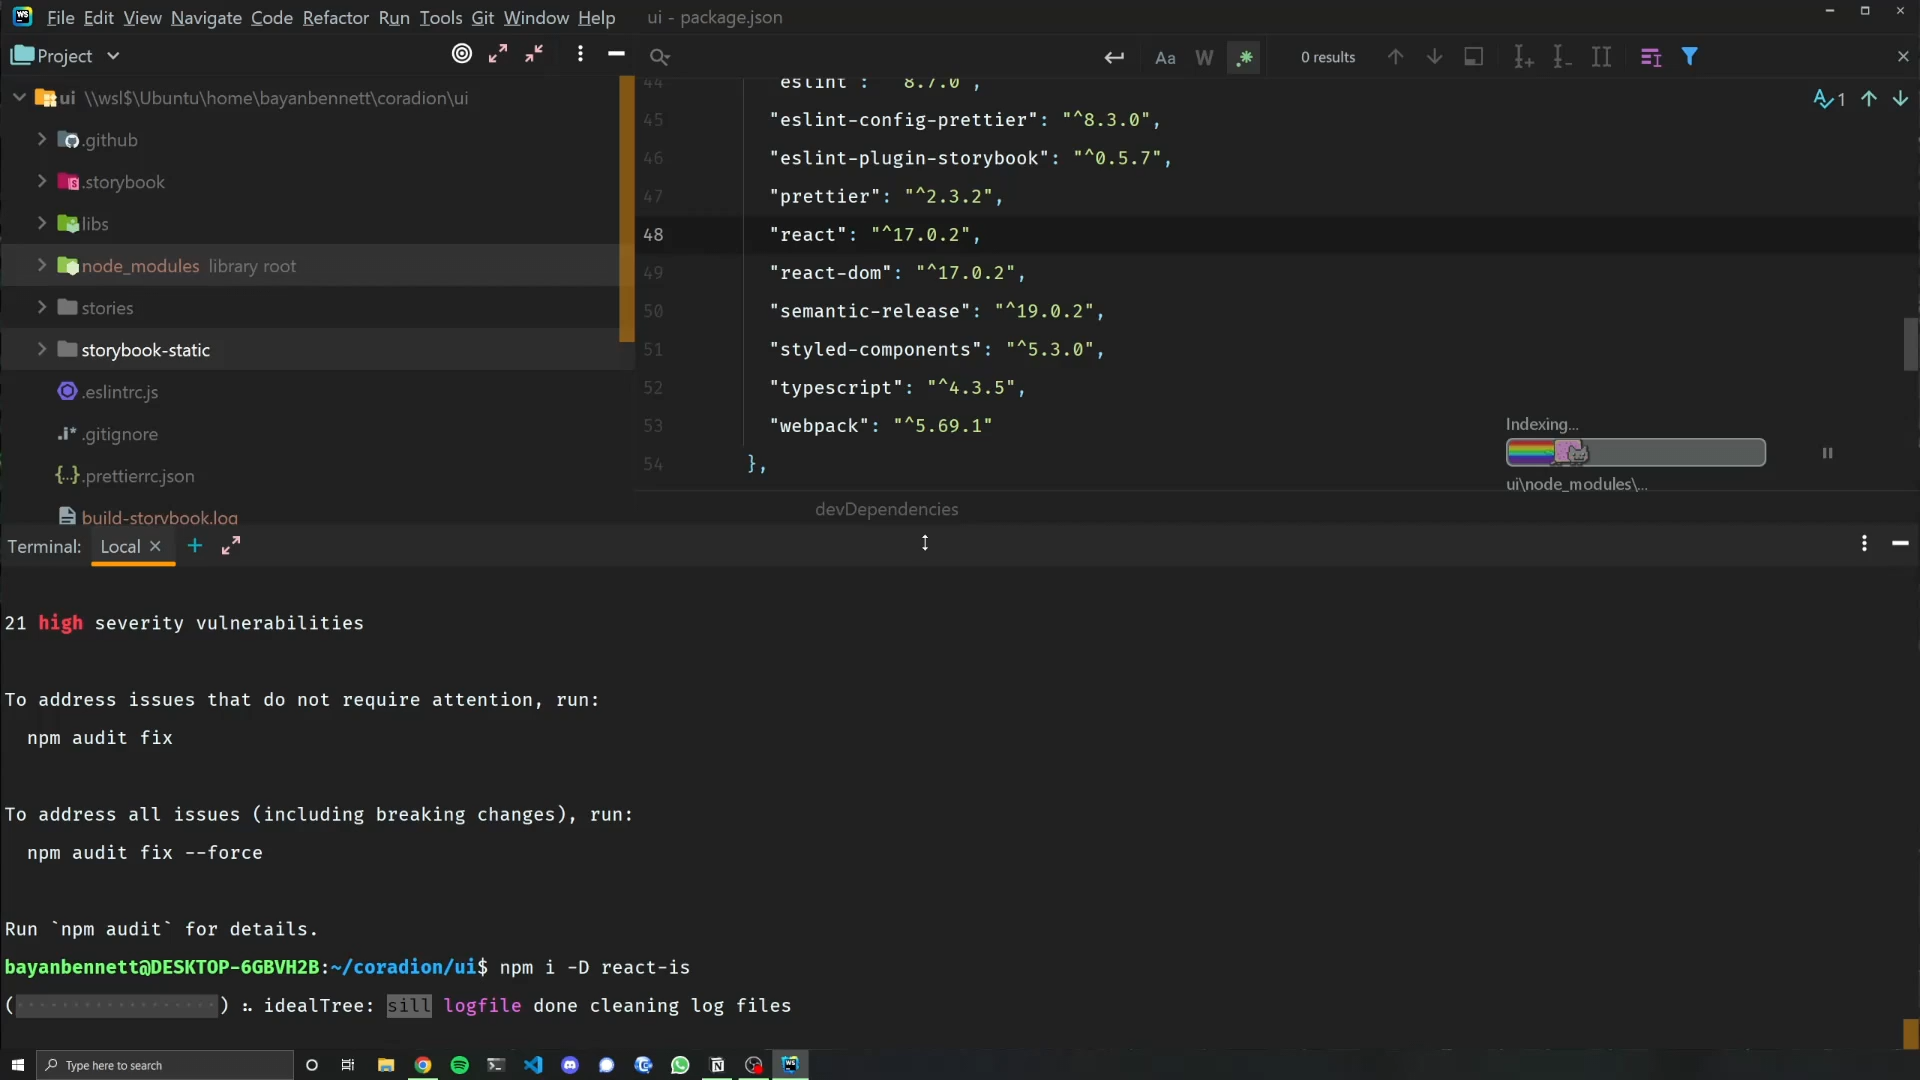 WS File Edit View Navigate Code Refactor Run Tools Git Window Help ui - package.json
Project
Aa W .* 0 results
ui \\wsl$\Ubuntu\home\bayanbennett\coradion\ui
.github
.storybook
libs
node_modules library root
stories
storybook-static
.eslintrc.js
.gitignore
.prettierrc.json
build-storybook.log
44 "eslint": "^8.7.0",
45 "eslint-config-prettier": "^8.3.0",
46 "eslint-plugin-storybook": "^0.5.7",
47 "prettier": "^2.3.2",
48 "react": "^17.0.2",
49 "react-dom": "^17.0.2",
50 "semantic-release": "^19.0.2",
51 "styled-components": "^5.3.0",
52 "typescript": "^4.3.5",
53 "webpack": "^5.69.1"
54 },
1
Indexing...
ui\node_modules\...
devDependencies
Terminal: Local
21 high severity vulnerabilities
To address issues that do not require attention, run:
npm audit fix
To address all issues (including breaking changes), run:
npm audit fix --force
Run `npm audit` for details.
bayanbennett@DESKTOP-6GBVH2B:~/coradion/ui$ npm i -D react-is
(··················) ⠦ idealTree: sill logfile done cleaning log files
Type here to search